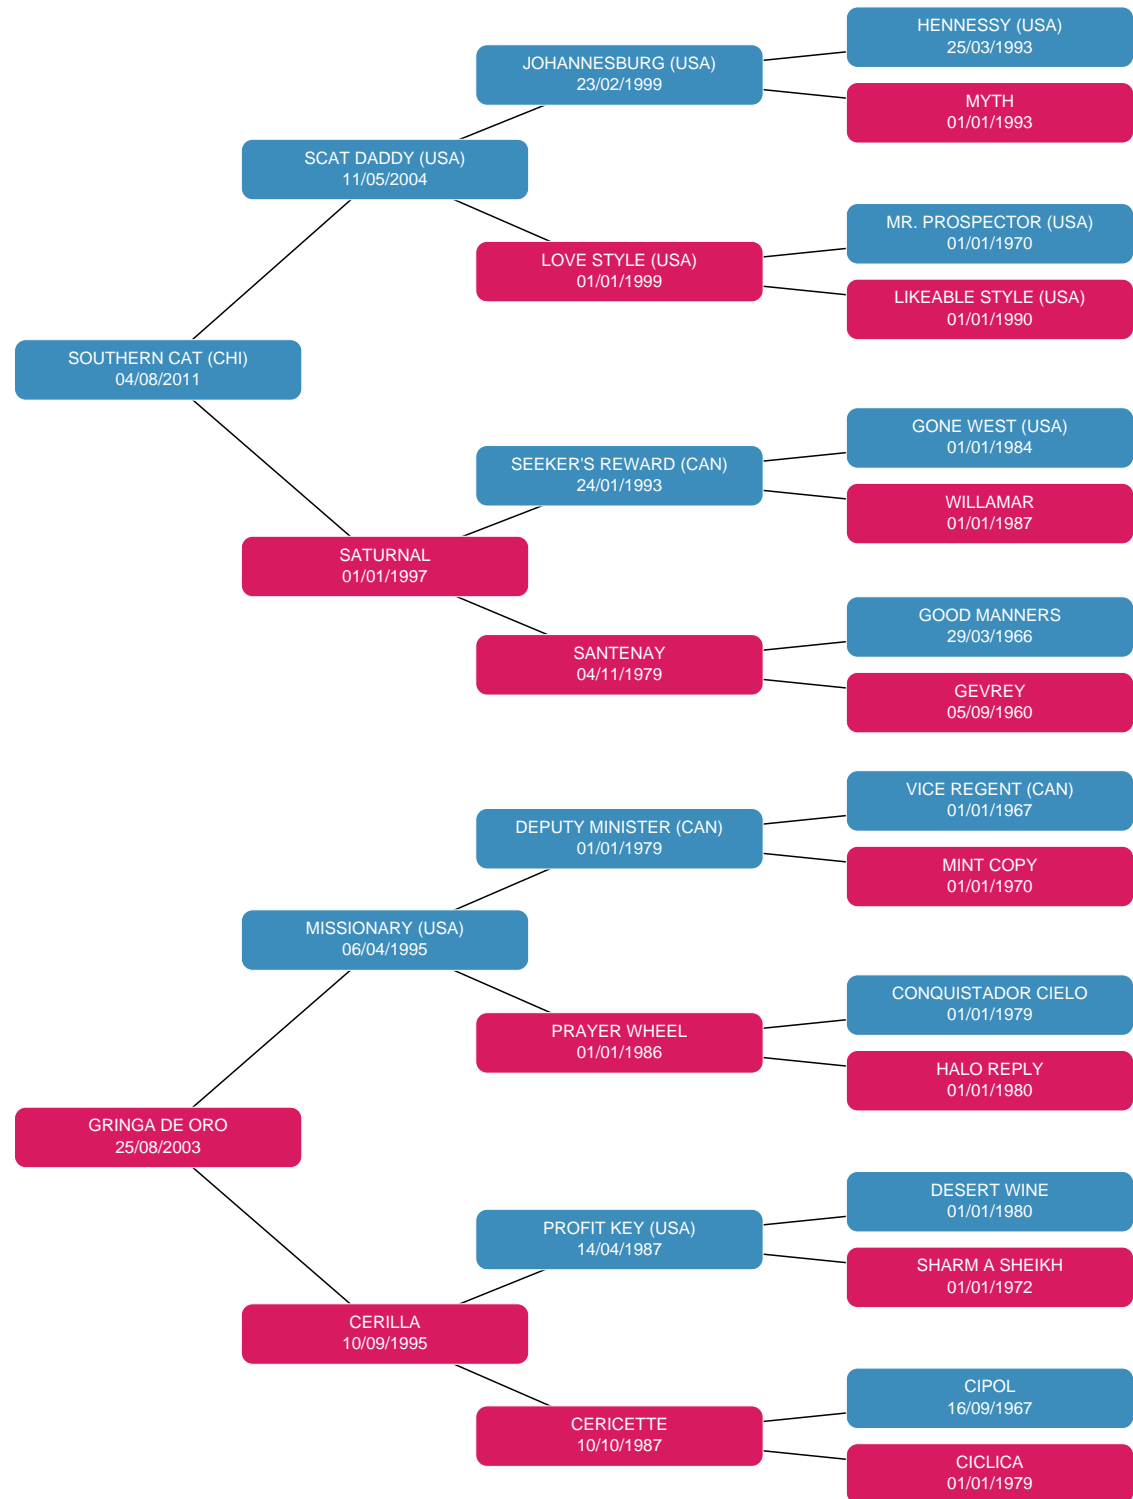 HENNESSY (USA)
25/03/1993
JOHANNESBURG (USA)
23/02/1999
MYTH
01/01/1993
SCAT DADDY (USA)
11/05/2004
MR. PROSPECTOR (USA)
01/01/1970
LOVE STYLE (USA)
01/01/1999
LIKEABLE STYLE (USA)
01/01/1990
SOUTHERN CAT (CHI)
04/08/2011
GONE WEST (USA)
01/01/1984
SEEKER'S REWARD (CAN)
24/01/1993
WILLAMAR
01/01/1987
SATURNAL
01/01/1997
GOOD MANNERS
29/03/1966
SANTENAY
04/11/1979
GEVREY
05/09/1960
VICE REGENT (CAN)
01/01/1967
DEPUTY MINISTER (CAN)
01/01/1979
MINT COPY
01/01/1970
MISSIONARY (USA)
06/04/1995
CONQUISTADOR CIELO
01/01/1979
PRAYER WHEEL
01/01/1986
HALO REPLY
01/01/1980
GRINGA DE ORO
25/08/2003
DESERT WINE
01/01/1980
PROFIT KEY (USA)
14/04/1987
SHARM A SHEIKH
01/01/1972
CERILLA
10/09/1995
CIPOL
16/09/1967
CERICETTE
10/10/1987
CICLICA
01/01/1979